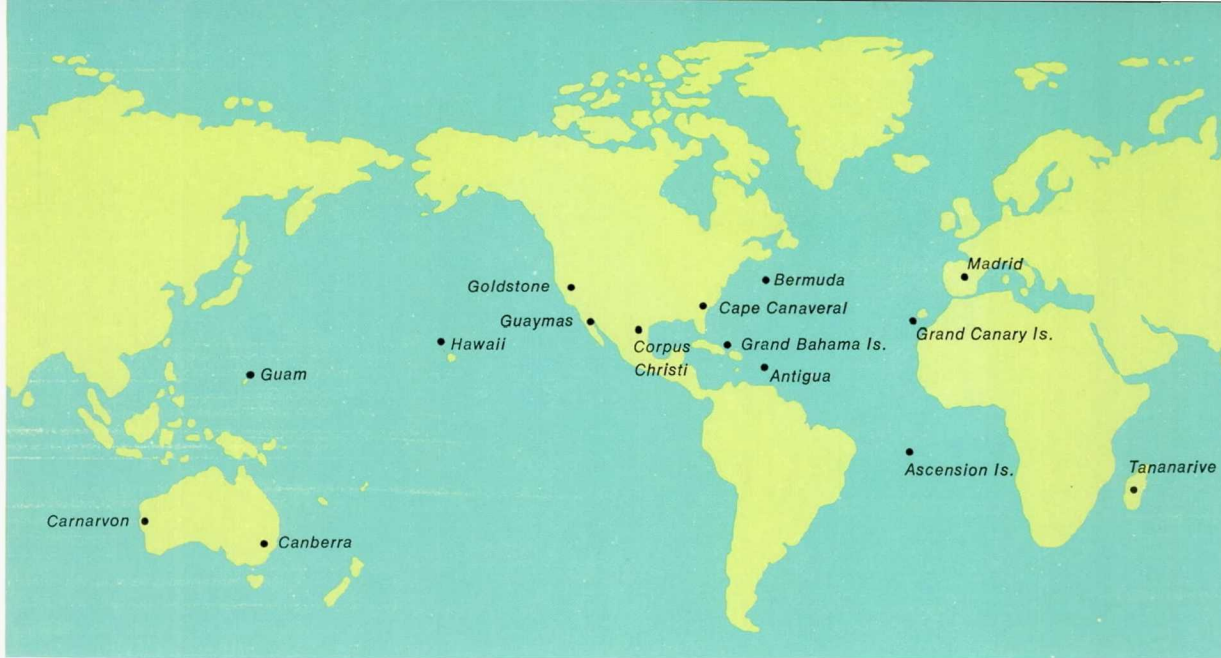 Madrid
Goldstone
Bermuda
Cape Canaveral
Guaymas
Grand Canary Is.
Hawaii
Corpus
Christi
Grand Bahama Is.
Guam
Antigua
Ascension Is.
Tananarive
Carnarvon
Canberra